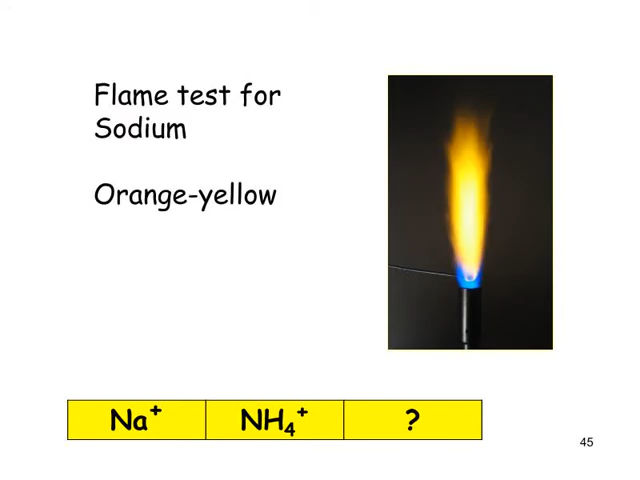 Flame test for
Sodium
Orange-yellow
Na⁺ NH₄⁺ ?
45